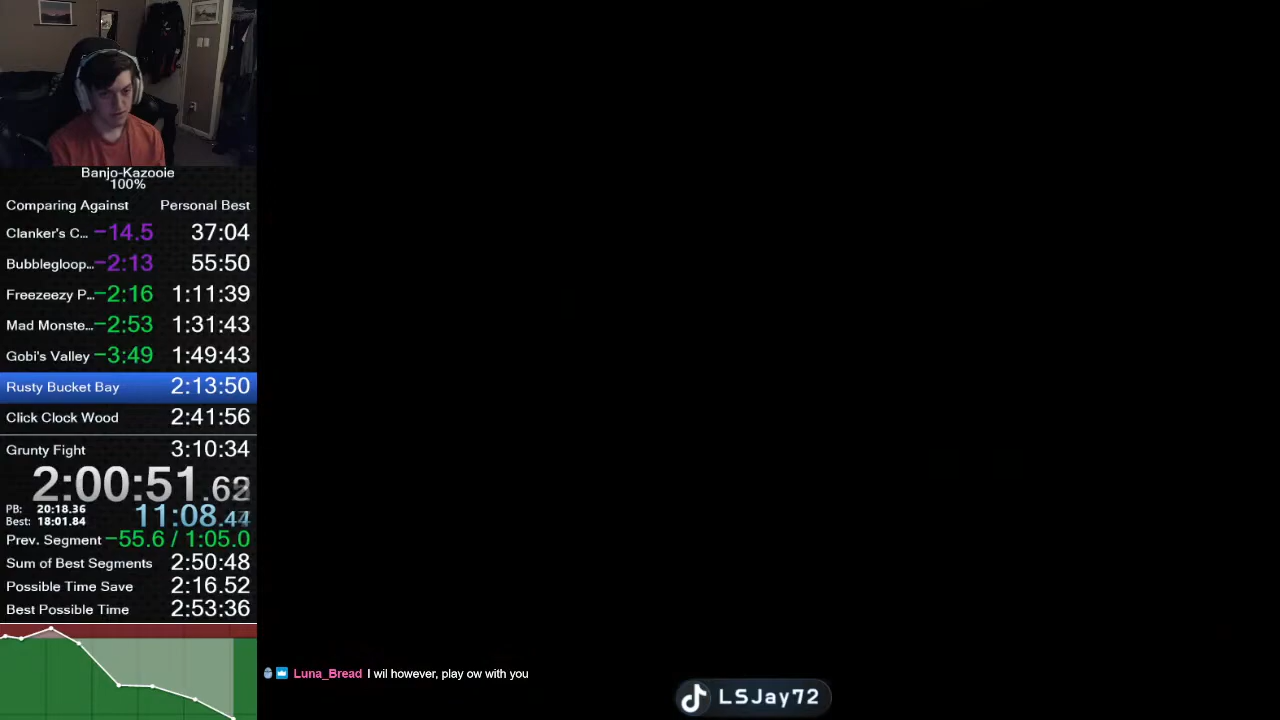 Banjo-Kazooie
100%
Comparing Against Personal Best
Clanker's C... −14.5 37:04
Bubblegloop... −2:13 55:50
Freezeezy P... −2:16 1:11:39
Mad Monste... −2:53 1:31:43
Gobi's Valley −3:49 1:49:43
Rusty Bucket Bay 2:13:50
Click Clock Wood 2:41:56
Grunty Fight 3:10:34
2:00:51
PB: 20:18.36
Best: 18:01.84
11:08.44
Prev. Segment −55.6 / 1:05.0
Sum of Best Segments 2:50:48
Possible Time Save 2:16.52
Best Possible Time 2:53:36
Luna_Bread I wil however, play ow with you
LSJay72